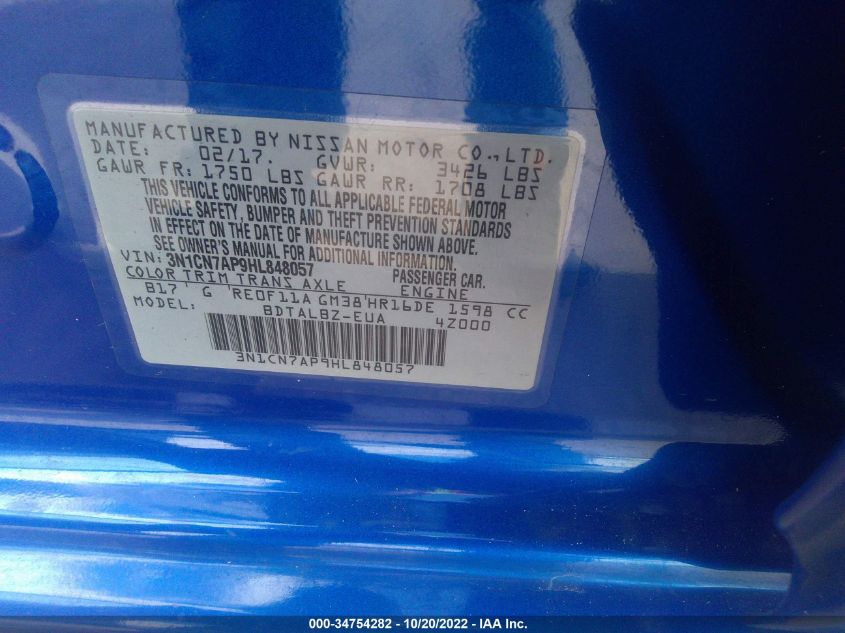 MANUFACTURED BY NISSAN MOTOR CO.,LTD.
DATE: 02/17. GVWR: 3426 LBS
GAWR FR: 1750 LBS GAWR RR: 1708 LBS
THIS VEHICLE CONFORMS TO ALL APPLICABLE FEDERAL MOTOR
VEHICLE SAFETY, BUMPER AND THEFT PREVENTION STANDARDS
IN EFFECT ON THE DATE OF MANUFACTURE SHOWN ABOVE.
SEE OWNER'S MANUAL FOR ADDITIONAL INFORMATION.
VIN: 3N1CN7AP9HL848057 PASSENGER CAR.
COLOR TRIM TRANS AXLE ENGINE
B17 ' G ' RE0F11A GM38'HR16DE 1598 CC
MODEL: BDTALBZ-EUA 4Z000
3N1CN7AP9HL848057
000-34754282 - 10/20/2022 - IAA Inc.